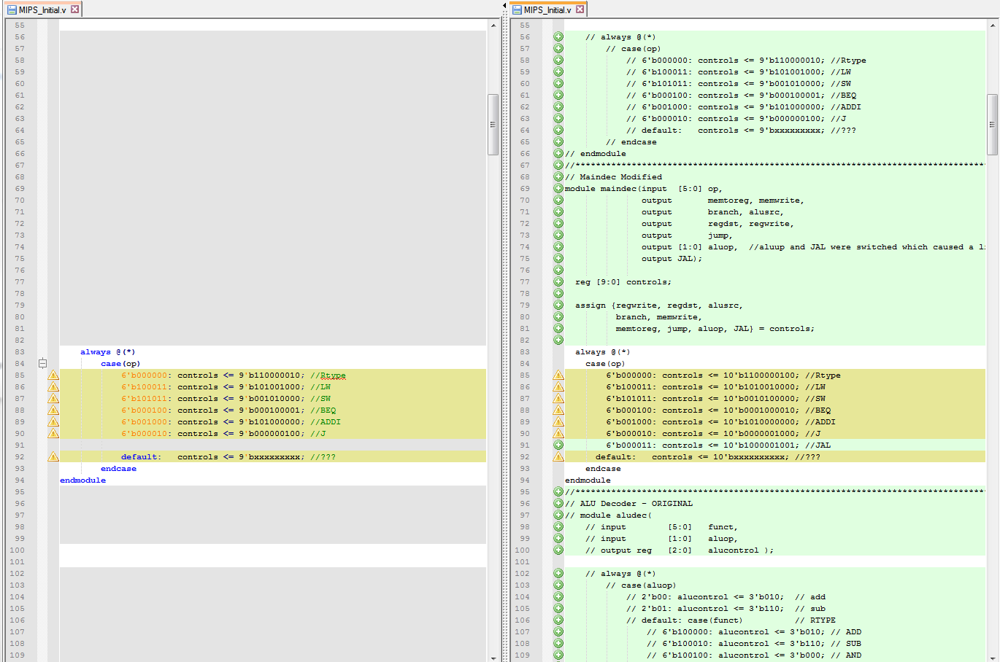 MIPS_Initial.v
55
56
57
58
59
60
61
62
63
64
65
66
67
68
69
70
71
72
73
74
75
76
77
78
79
80
81
82
83 always @(*)
84 case(op)
85 6'b000000: controls <= 9'b110000010; //Rtype
86 6'b100011: controls <= 9'b101001000; //LW
87 6'b101011: controls <= 9'b001010000; //SW
88 6'b000100: controls <= 9'b000100001; //BEQ
89 6'b001000: controls <= 9'b101000000; //ADDI
90 6'b000010: controls <= 9'b000000100; //J
91
92 default: controls <= 9'bxxxxxxxxx; //???
93 endcase
94 endmodule
95
96
97
98
99
100
101
102
103
104
105
106
107
108
109
MIPS_Initial.v
55
56 // always @(*)
57 // case(op)
58 // 6'b000000: controls <= 9'b110000010; //Rtype
59 // 6'b100011: controls <= 9'b101001000; //LW
60 // 6'b101011: controls <= 9'b001010000; //SW
61 // 6'b000100: controls <= 9'b000100001; //BEQ
62 // 6'b001000: controls <= 9'b101000000; //ADDI
63 // 6'b000010: controls <= 9'b000000100; //J
64 // default: controls <= 9'bxxxxxxxxx; //???
65 // endcase
66 // endmodule
67 //********************************************************************************
68 // Maindec Modified
69 module maindec(input [5:0] op,
70 output memtoreg, memwrite,
71 output branch, alusrc,
72 output regdst, regwrite,
73 output jump,
74 output [1:0] aluop, //aluup and JAL were switched which caused a
75 output JAL);
76
77 reg [9:0] controls;
78
79 assign {regwrite, regdst, alusrc,
80 branch, memwrite,
81 memtoreg, jump, aluop, JAL} = controls;
82
83 always @(*)
84 case(op)
85 6'b000000: controls <= 10'b1100000100; //Rtype
86 6'b100011: controls <= 10'b1010010000; //LW
87 6'b101011: controls <= 10'b0010100000; //SW
88 6'b000100: controls <= 10'b0001000010; //BEQ
89 6'b001000: controls <= 10'b1010000000; //ADDI
90 6'b000010: controls <= 10'b0000001000; //J
91 6'b000011: controls <= 10'b1000001001; //JAL
92 default: controls <= 10'bxxxxxxxxxx; //???
93 endcase
94 endmodule
95 //********************************************************************************
96 // ALU Decoder - ORIGINAL
97 // module aludec(
98 // input [5:0] funct,
99 // input [1:0] aluop,
100 // output reg [2:0] alucontrol );
101
102 // always @(*)
103 // case(aluop)
104 // 2'b00: alucontrol <= 3'b010; // add
105 // 2'b01: alucontrol <= 3'b110; // sub
106 // default: case(funct) // RTYPE
107 // 6'b100000: alucontrol <= 3'b010; // ADD
108 // 6'b100010: alucontrol <= 3'b110; // SUB
109 // 6'b100100: alucontrol <= 3'b000; // AND